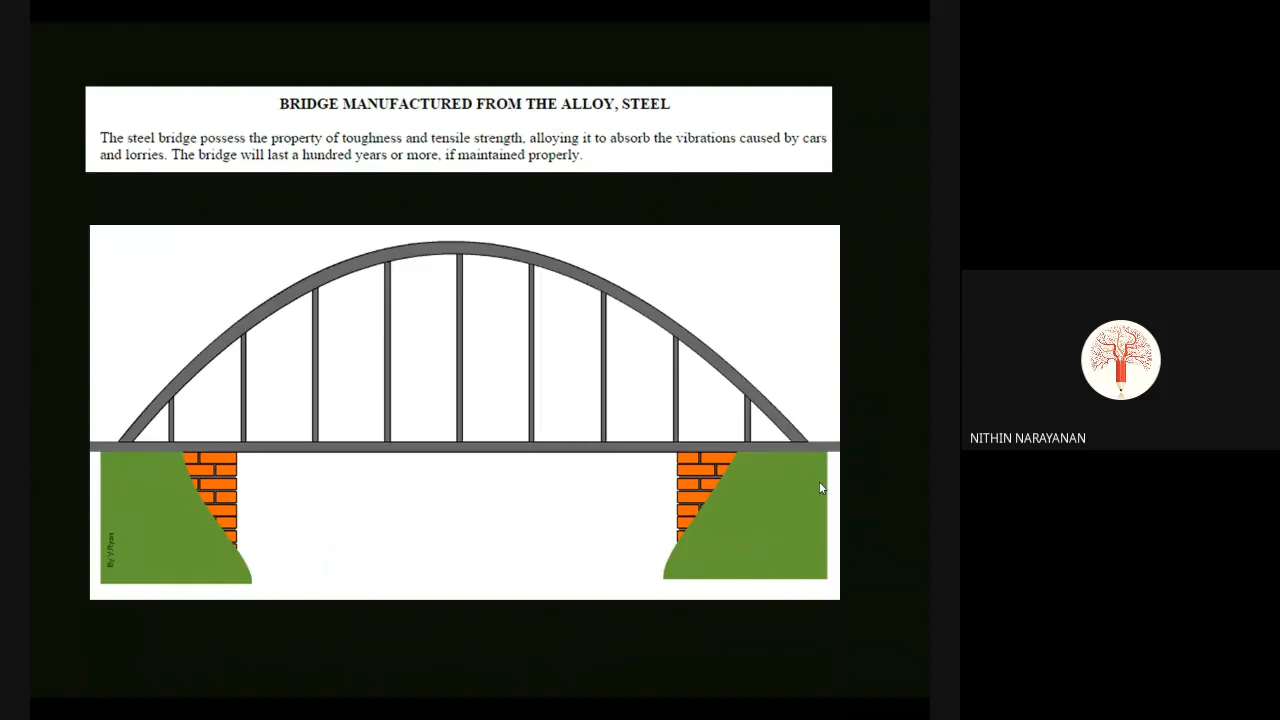 BRIDGE MANUFACTURED FROM THE ALLOY, STEEL
The steel bridge possess the property of toughness and tensile strength, alloying it to absorb the vibrations caused by cars
and lorries. The bridge will last a hundred years or more, if maintained properly.
By V.Ryan
NITHIN NARAYANAN